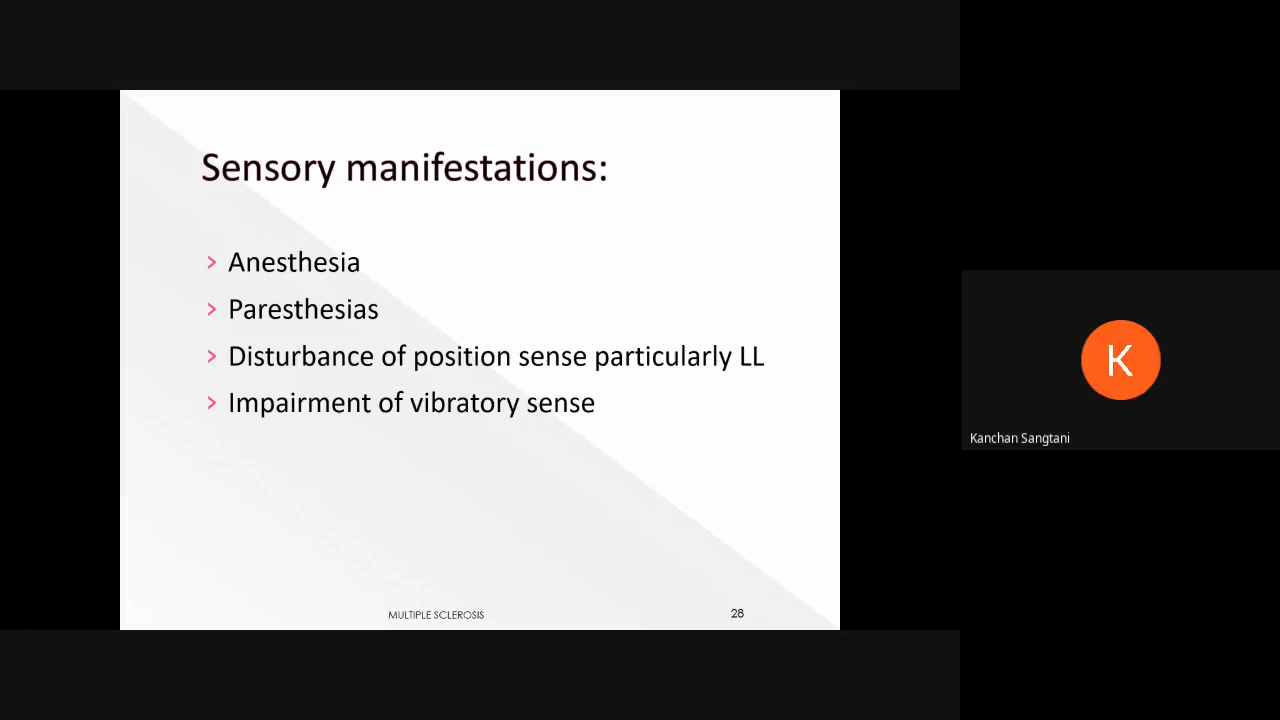 Sensory manifestations:
Anesthesia
Paresthesias
Disturbance of position sense particularly LL
Impairment of vibratory sense
MULTIPLE SCLEROSIS
28
K
Kanchan Sangtani